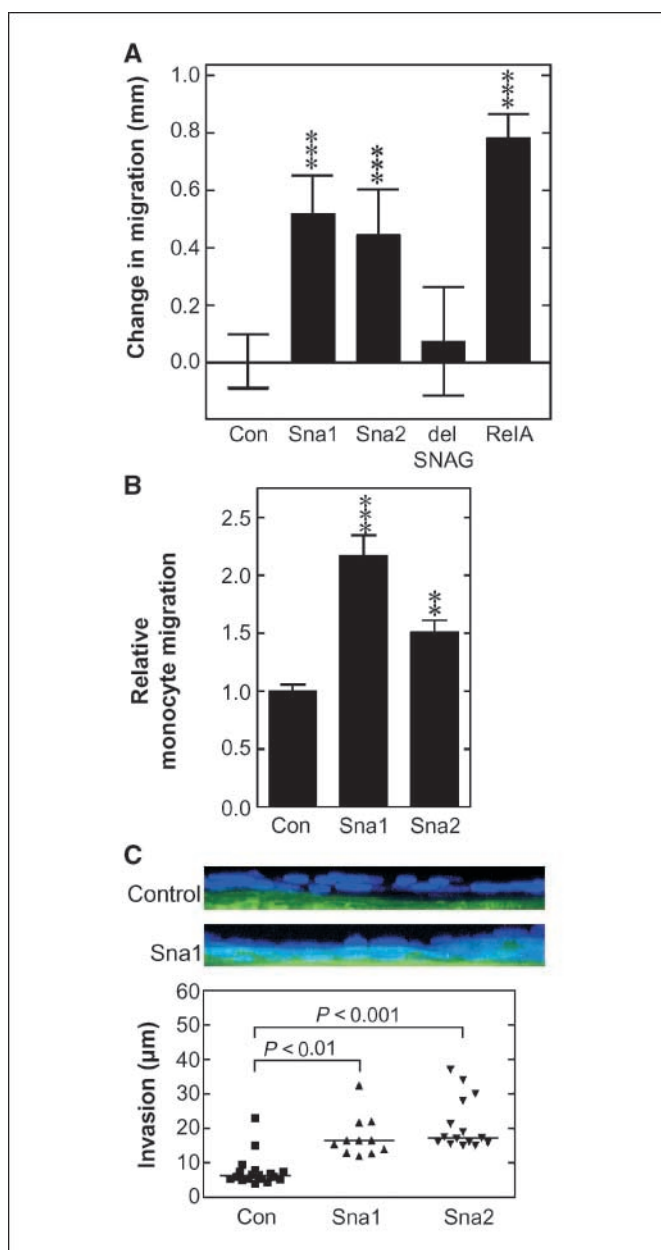 A
Change in migration (mm)
1.0
0.8
0.6
0.4
0.2
0.0
***
***
***
Con Sna1 Sna2 del SNAG RelA
B
Relative monocyte migration
2.5
2.0
1.5
1.0
0.5
0.0
***
**
Con Sna1 Sna2
C
Control
Sna1
Invasion (µm)
60
50
40
30
20
10
0
P < 0.001
P < 0.01
Con Sna1 Sna2